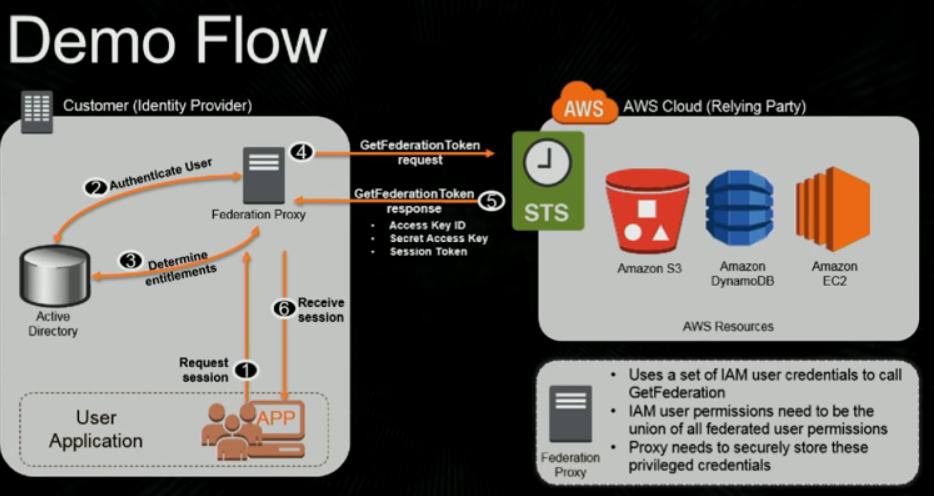 Demo Flow
Customer (Identity Provider)
AWS
AWS Cloud (Relying Party)
4
GetFederationToken
request
2
Authenticate User
Federation Proxy
GetFederationToken
response
5
• Access Key ID
• Secret Access Key
• Session Token
STS
3
Determine
entitlements
Active
Directory
6
Receive
session
Request
session
1
User
Application
APP
Amazon S3
Amazon
DynamoDB
Amazon
EC2
AWS Resources
Federation
Proxy
• Uses a set of IAM user credentials to call
GetFederation
• IAM user permissions need to be the
union of all federated user permissions
• Proxy needs to securely store these
privileged credentials